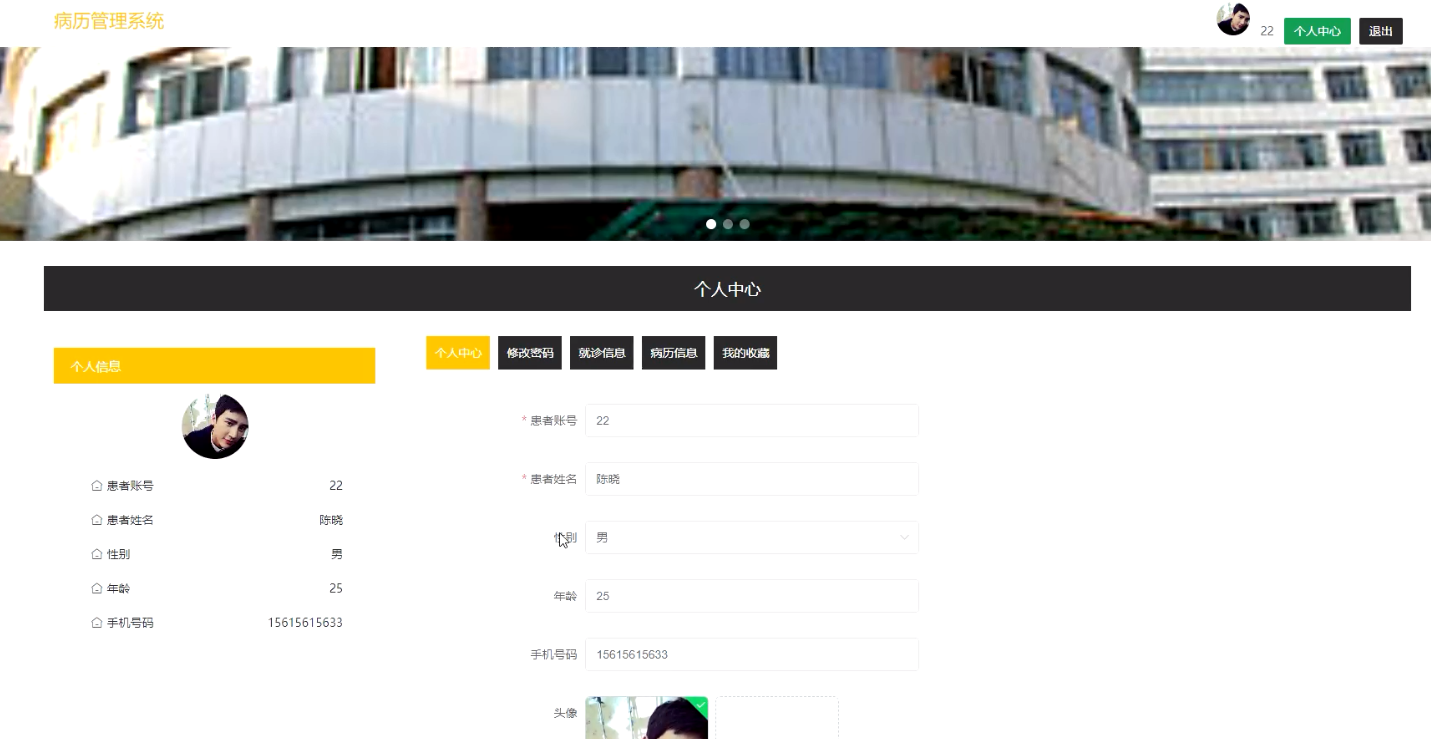 病历管理系统
22 个人中心 退出
个人中心
个人信息
患者账号 22
患者姓名 陈晓
性别 男
年龄 25
手机号码 15615615633
个人中心 修改密码 就诊信息 病历信息 我的收藏
* 患者账号 22
* 患者姓名 陈晓
性别 男
年龄 25
手机号码 15615615633
头像